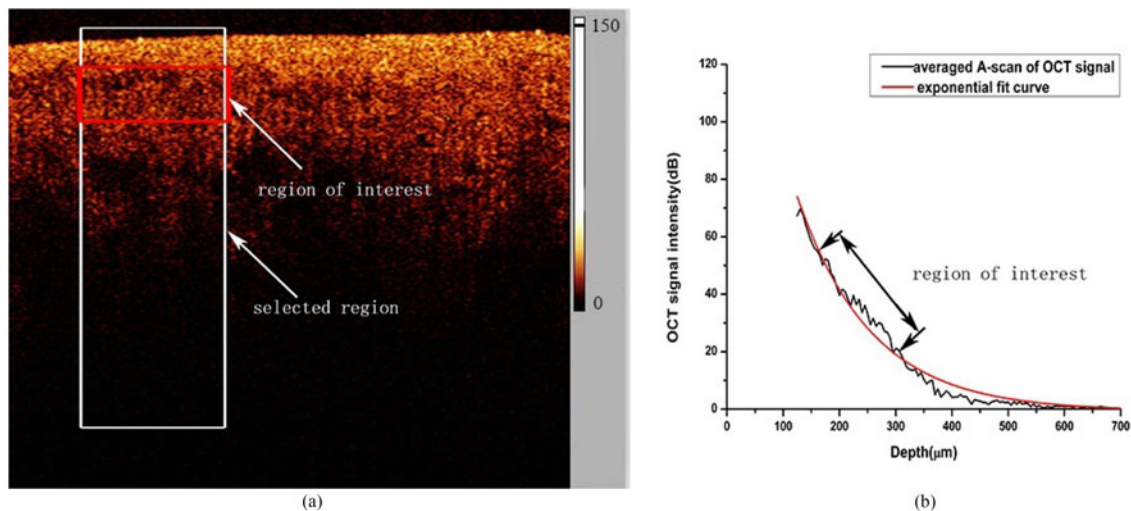 150
region of interest
selected region
0
(a)
averaged A-scan of OCT signal
exponential fit curve
OCT signal intensity(dB)
120
100
80
60
40
20
0
region of interest
0 100 200 300 400 500 600 700
Depth(μm)
(b)